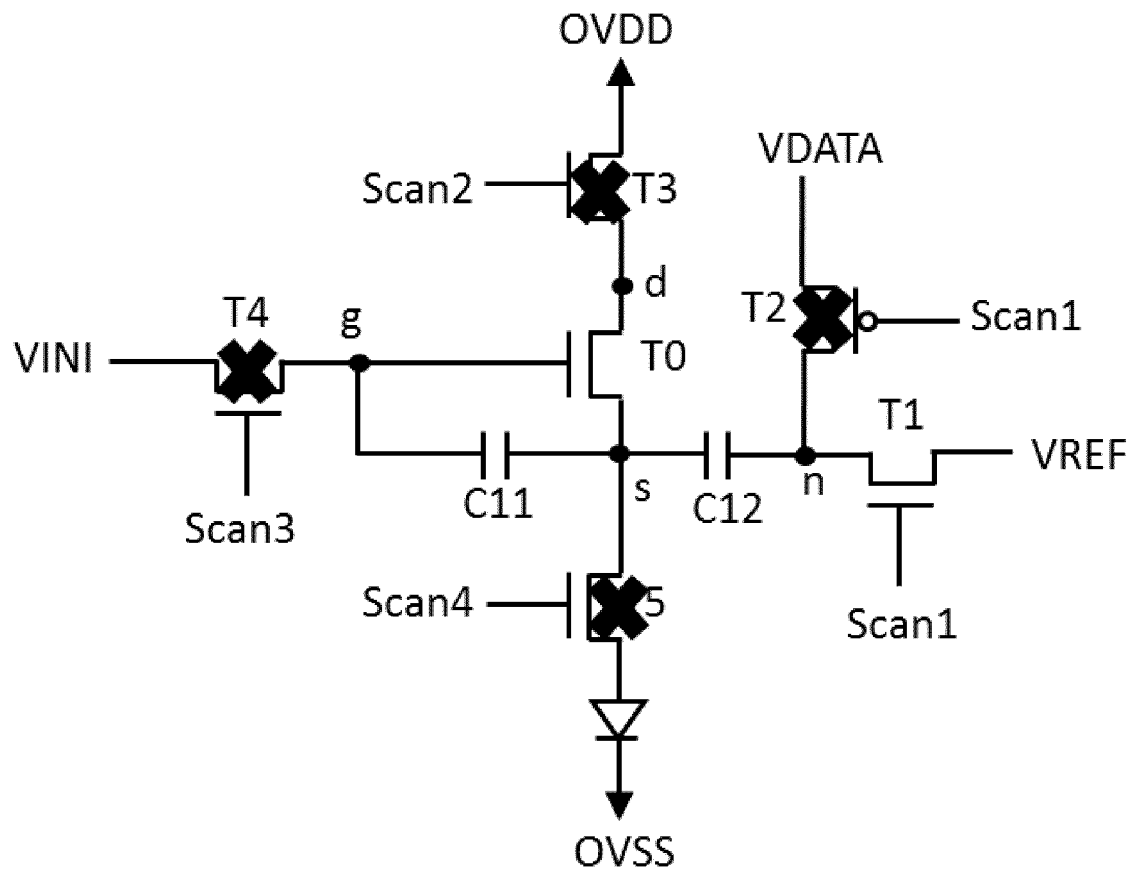 OVDD
VDATA
Scan2
T3
d
T4
g
T2
Scan1
VINI
T0
T1
VREF
C11
s
C12
n
Scan3
Scan4
5
Scan1
OVSS